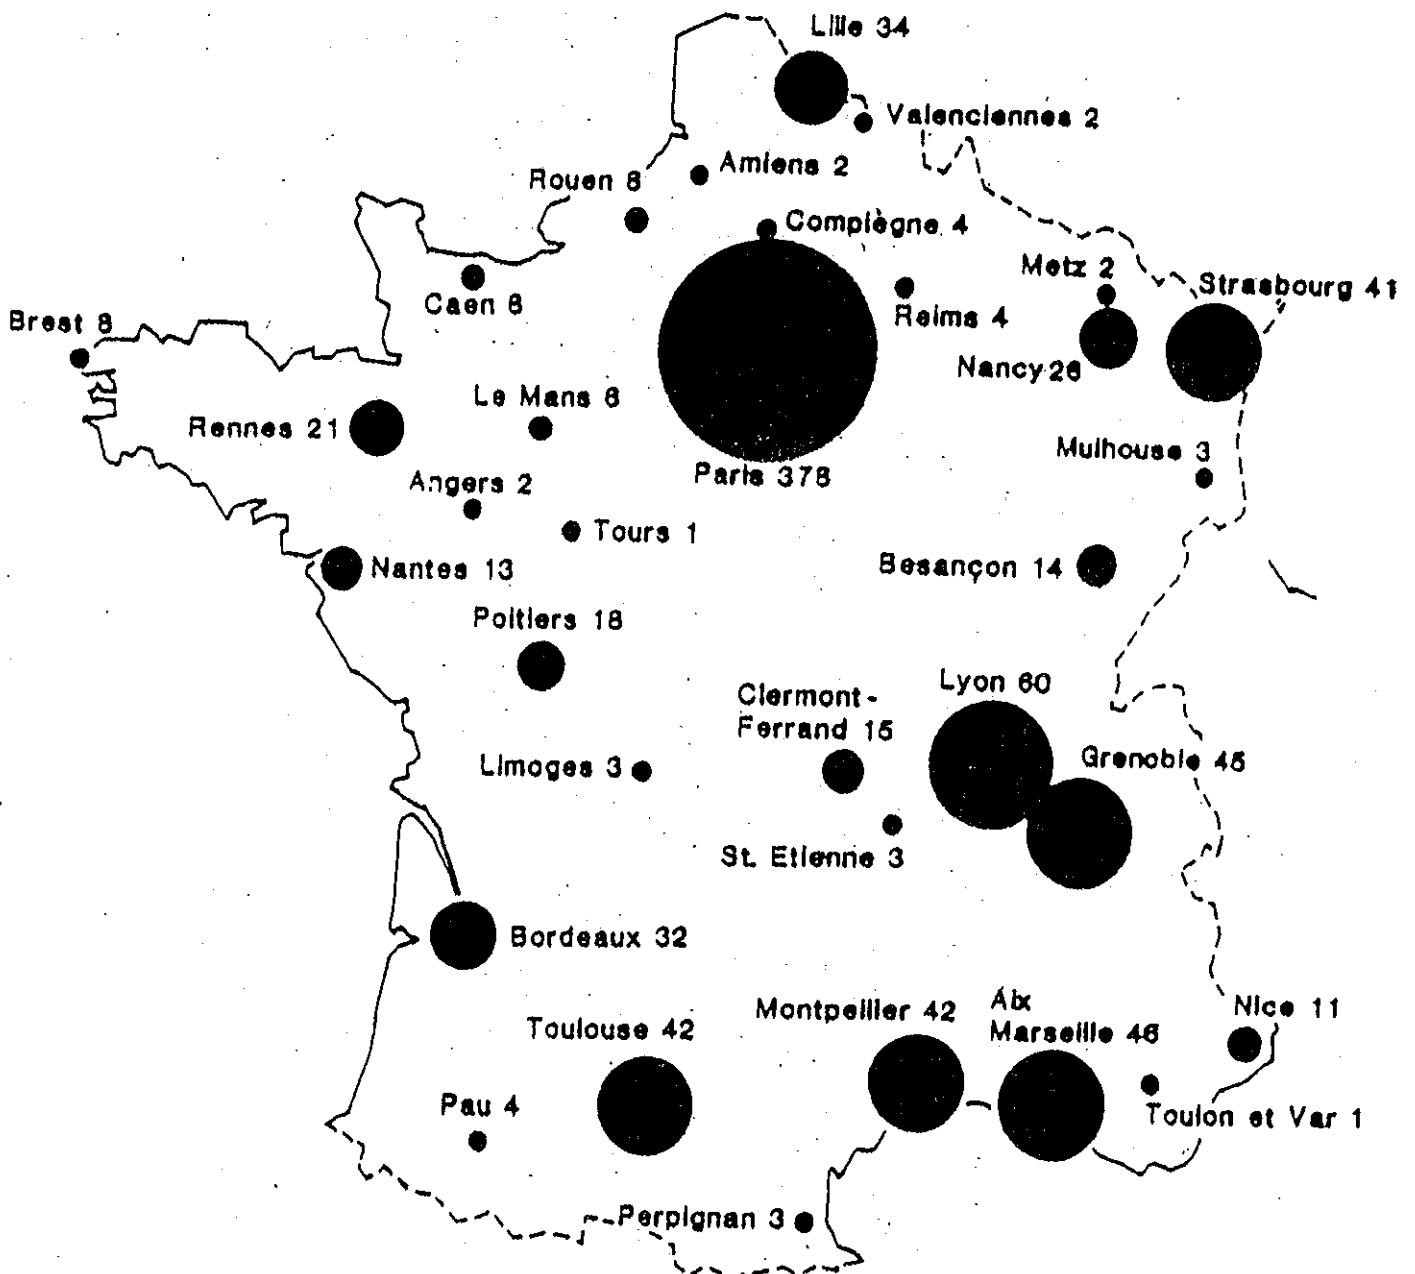 Lille 34
Valenciennes 2
Amiens 2
Rouen 8
Compiègne 4
Metz 2
Strasbourg 41
Caen 8
Reims 4
Brest 8
Nancy 26
Le Mans 6
Rennes 21
Mulhouse 3
Paris 378
Angers 2
Tours 1
Nantes 13
Besançon 14
Poitiers 18
Lyon 60
Clermont-
Ferrand 15
Grenoble 45
Limoges 3
St. Etienne 3
Bordeaux 32
Aix
Marseille 46
Montpellier 42
Nice 11
Toulouse 42
Pau 4
Toulon et Var 1
Perpignan 3